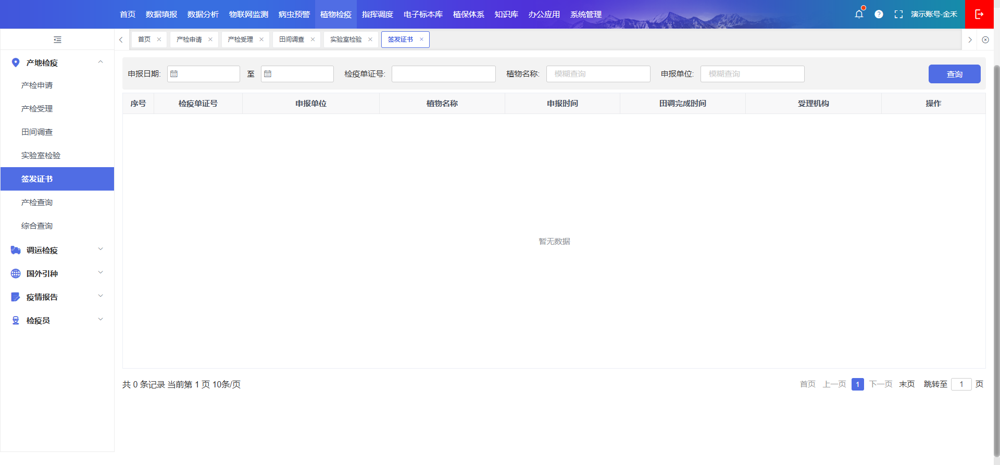 首页 数据填报 数据分析 物联网监测 病虫预警 植物检疫 指挥调度 电子标本库 植保体系 知识库 办公应用 系统管理 演示账号-金禾
首页 产检申请 产检受理 田间调查 实验室检验 签发证书
产地检疫
产检申请
产检受理
田间调查
实验室检验
签发证书
产检查询
综合查询
调运检疫
国外引种
疫情报告
检疫员
申报日期: 至 检疫单证号: 植物名称: 模糊查询 申报单位: 模糊查询 查询
序号 检疫单证号 申报单位 植物名称 申报时间 田调完成时间 受理机构 操作
暂无数据
共 0 条记录 当前第 1 页 10条/页
首页 上一页 1 下一页 末页 跳转至 1 页